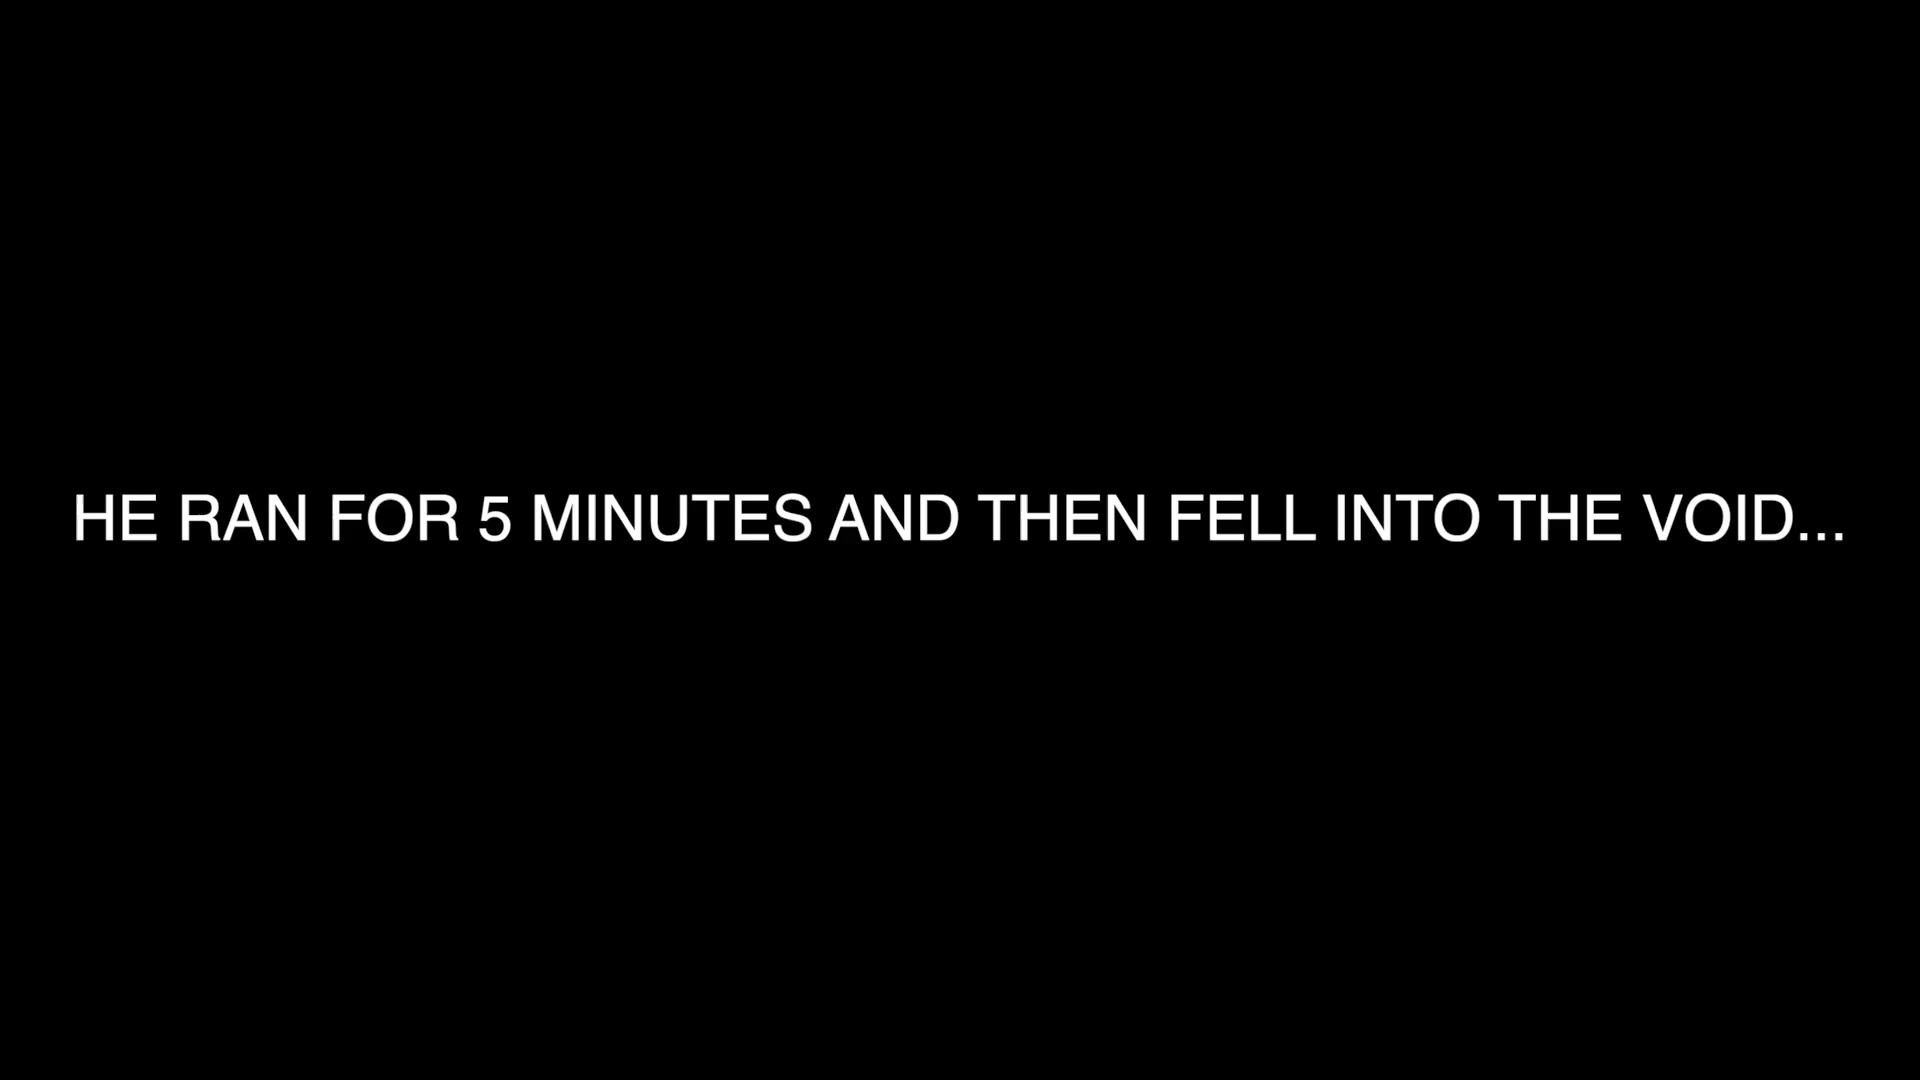 HE RAN FOR 5 MINUTES AND THEN FELL INTO THE VOID...